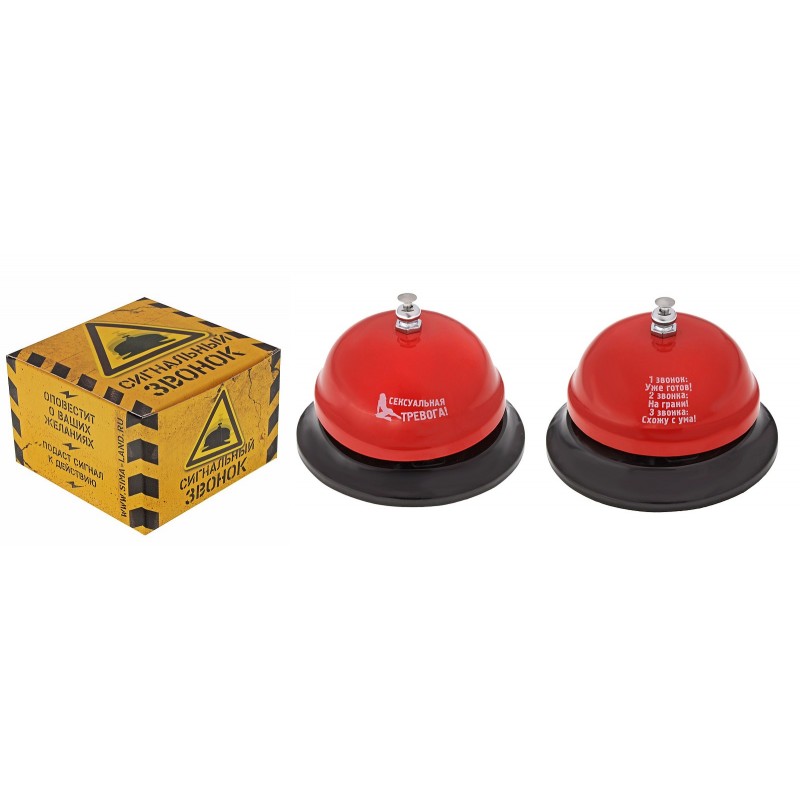 СИГНАЛЬНЫЙ
ЗВОНОК
ОПОВЕСТИТ
О ВАШИХ
ЖЕЛАНИЯХ
ПОДАСТ СИГНАЛ
К ДЕЙСТВИЮ
WWW.SIMA-LAND.RU
СИГНАЛЬНЫЙ
ЗВОНОК
СЕКСУАЛЬНАЯ
ТРЕВОГА!
1 звонок:
Уже готов!
2 звонка:
На грани!
3 звонка:
Схожу с ума!